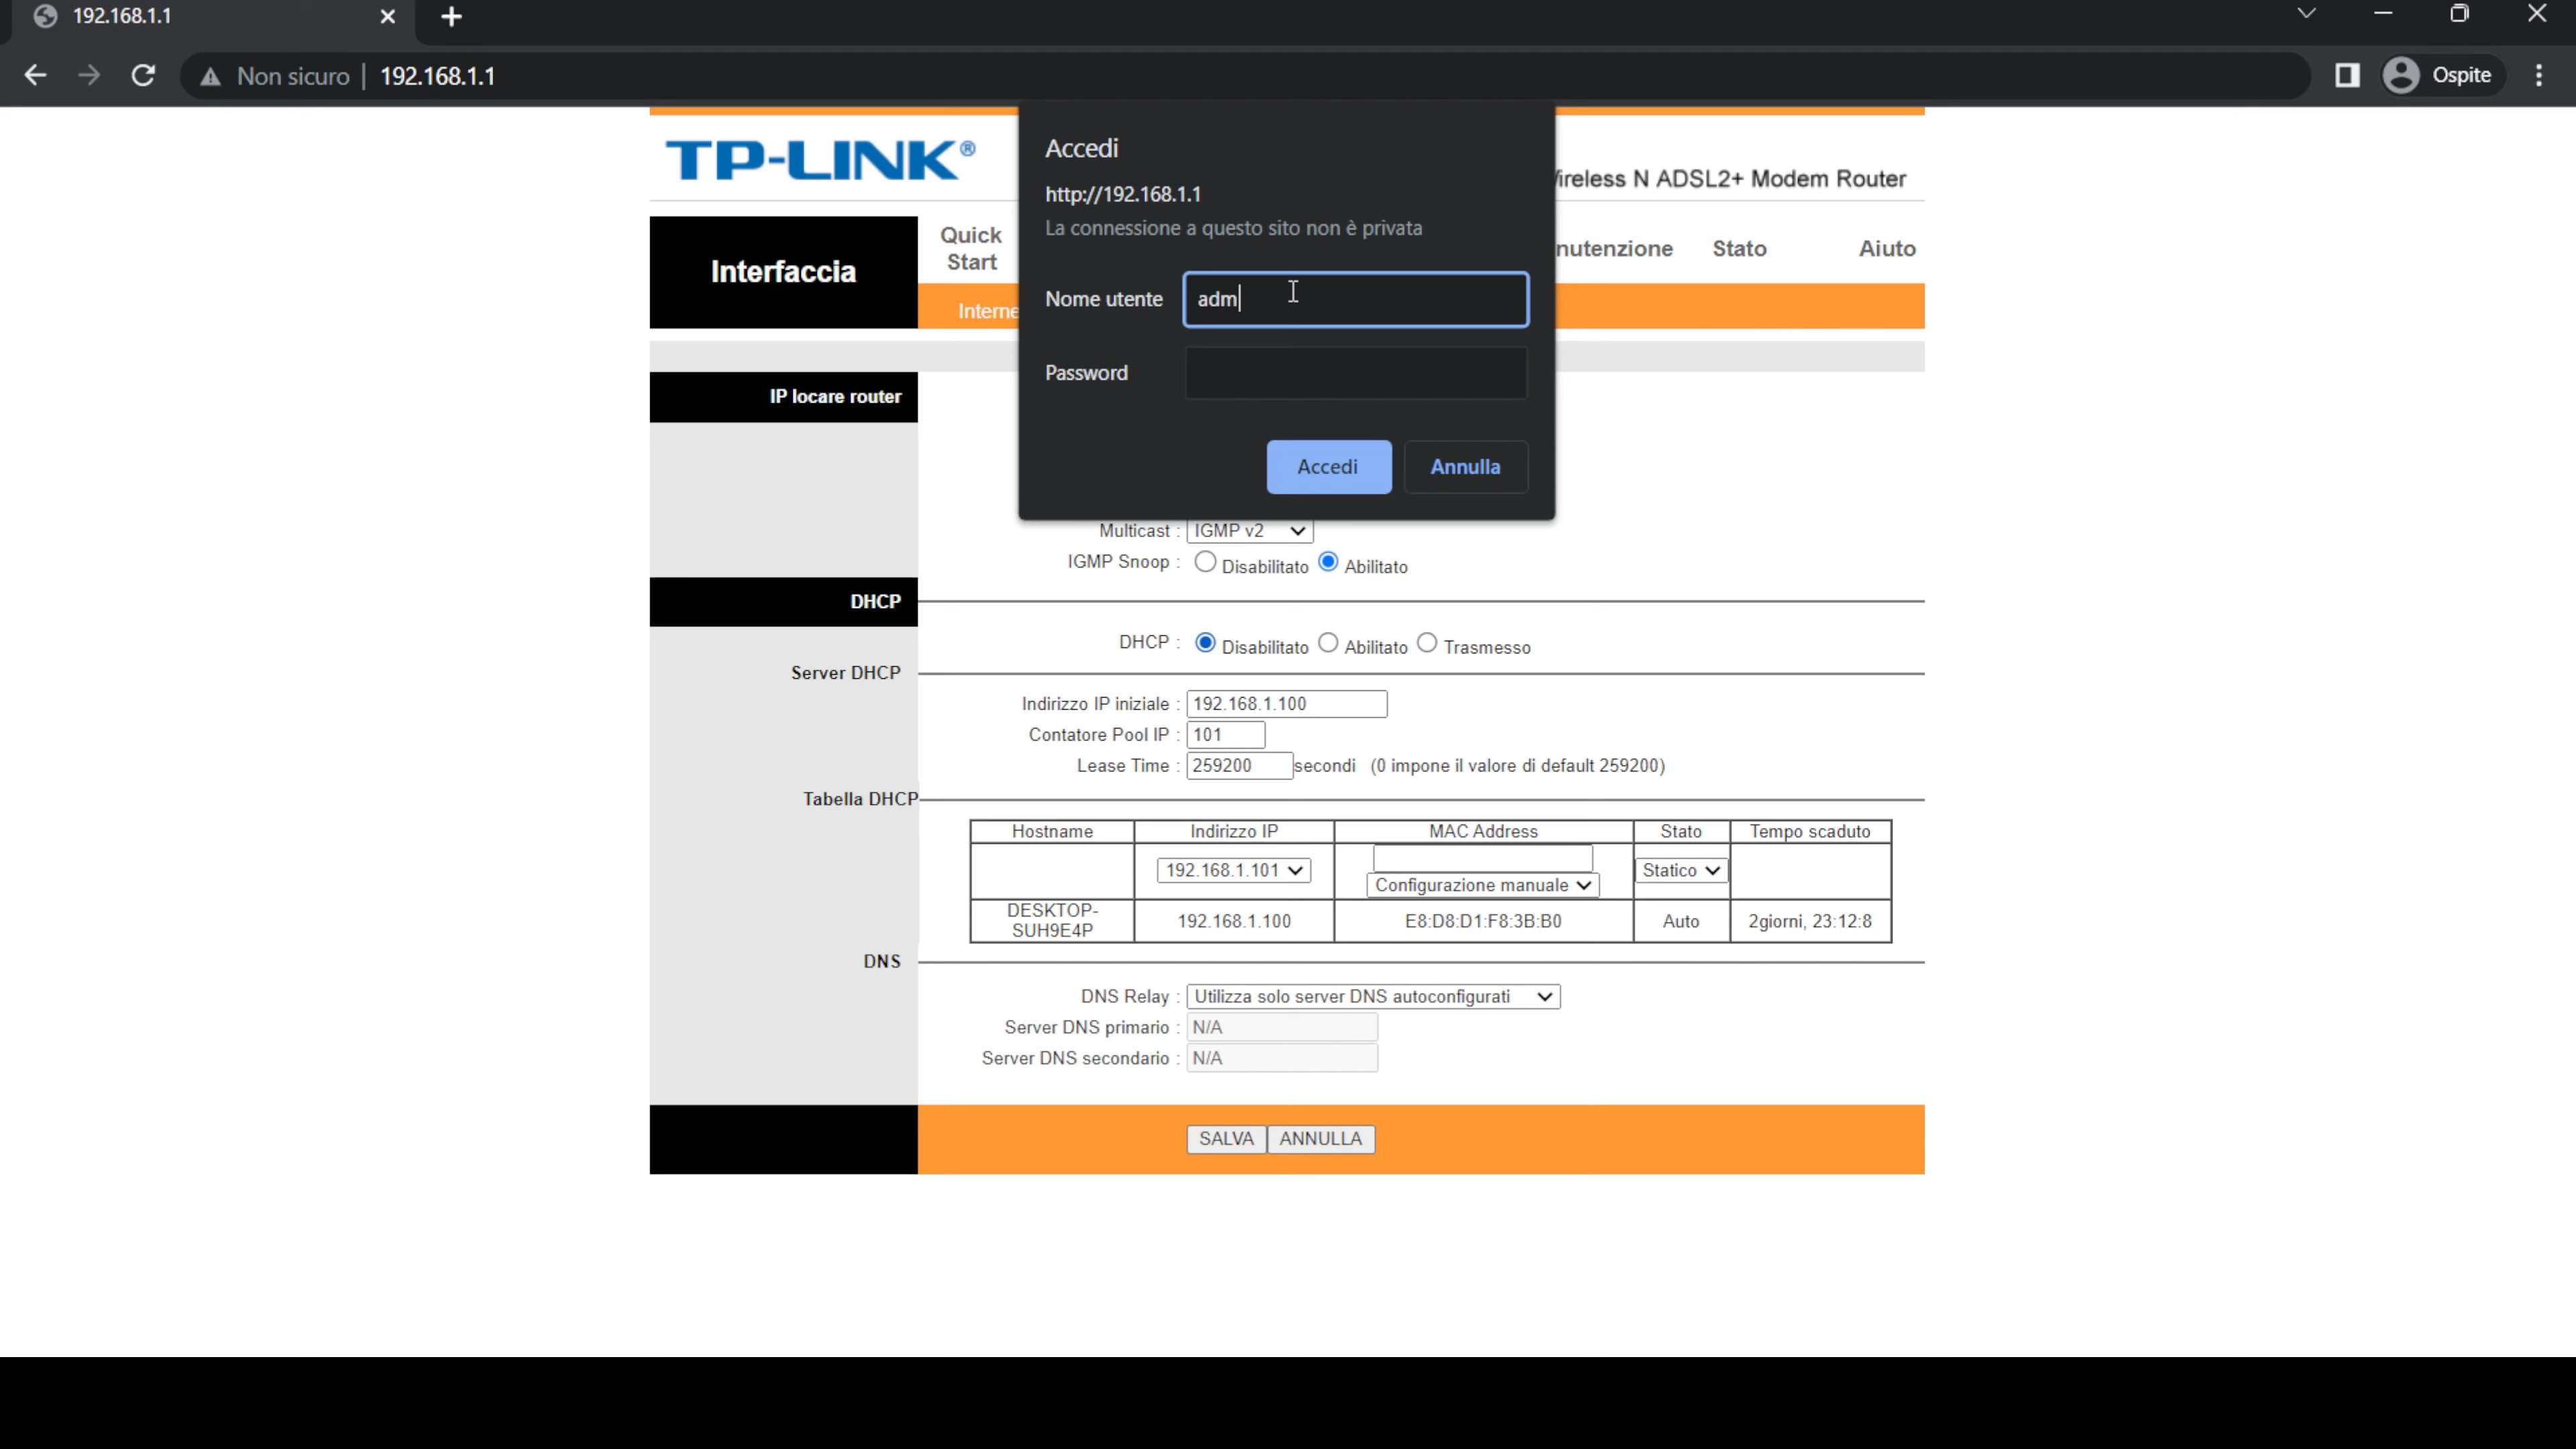 192.168.1.1
Non sicuro | 192.168.1.1
Ospite
TP-LINK®
ireless N ADSL2+ Modem Router
Accedi
http://192.168.1.1
La connessione a questo sito non è privata
Nome utente adm
Password
Accedi Annulla
Interfaccia
Quick
Start
nutenzione Stato Aiuto
Interne
IP locare router
Multicast : IGMP v2
IGMP Snoop : Disabilitato Abilitato
DHCP
DHCP : Disabilitato Abilitato Trasmesso
Server DHCP
Indirizzo IP iniziale : 192.168.1.100
Contatore Pool IP : 101
Lease Time : 259200 secondi (0 impone il valore di default 259200)
Tabella DHCP
Hostname Indirizzo IP MAC Address Stato Tempo scaduto
192.168.1.101 Configurazione manuale Statico
DESKTOP-
SUH9E4P 192.168.1.100 E8:D8:D1:F8:3B:B0 Auto 2giorni, 23:12:8
DNS
DNS Relay : Utilizza solo server DNS autoconfigurati
Server DNS primario : N/A
Server DNS secondario : N/A
SALVA ANNULLA